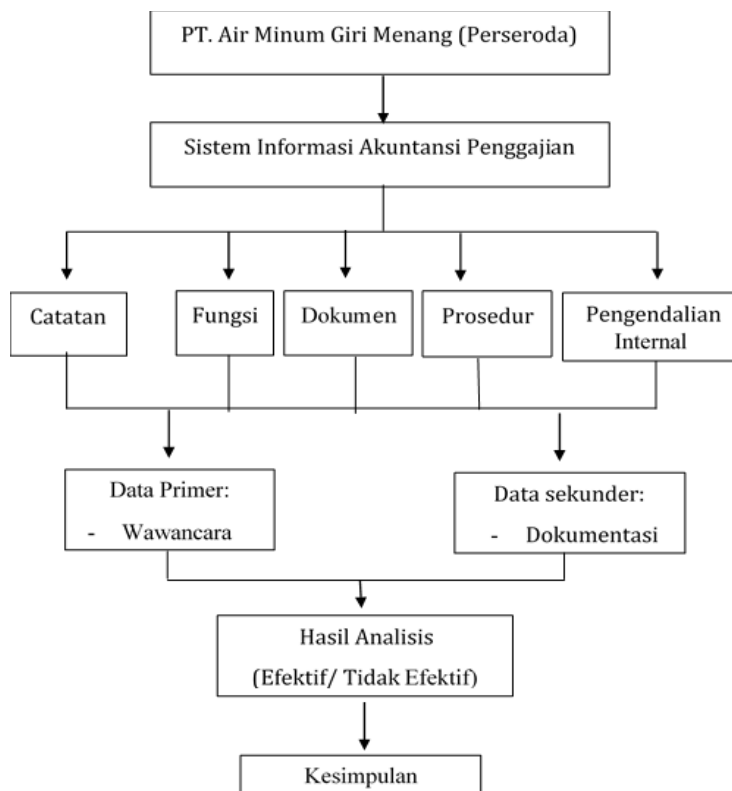 PT. Air Minum Giri Menang (Perseroda)
Sistem Informasi Akuntansi Penggajian
Catatan
Fungsi
Dokumen
Prosedur
Pengendalian
Internal
Data Primer:
- Wawancara
Data sekunder:
- Dokumentasi
Hasil Analisis
(Efektif/ Tidak Efektif)
Kesimpulan